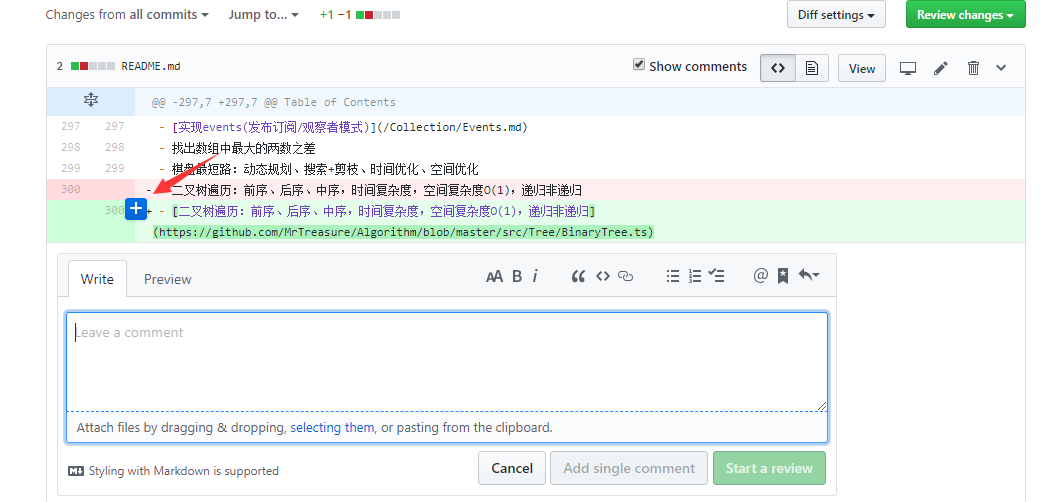 Changes from all commits Jump to... +1 −1 Diff settings Review changes
2 README.md Show comments View
@@ -297,7 +297,7 @@ Table of Contents
297 297 - [实现events(发布订阅/观察者模式)](/Collection/Events.md)
298 298 - 找出数组中最大的两数之差
299 299 - 棋盘最短路：动态规划、搜索+剪枝、时间优化、空间优化
300 - 二叉树遍历：前序、后序、中序，时间复杂度，空间复杂度O(1)，递归非递归
300 + - [二叉树遍历：前序、后序、中序，时间复杂度，空间复杂度O(1)，递归非递归]
(https://github.com/MrTreasure/Algorithm/blob/master/src/Tree/BinaryTree.ts)
Write Preview AA B i @
Leave a comment
Attach files by dragging & dropping, selecting them, or pasting from the clipboard.
Styling with Markdown is supported Cancel Add single comment Start a review